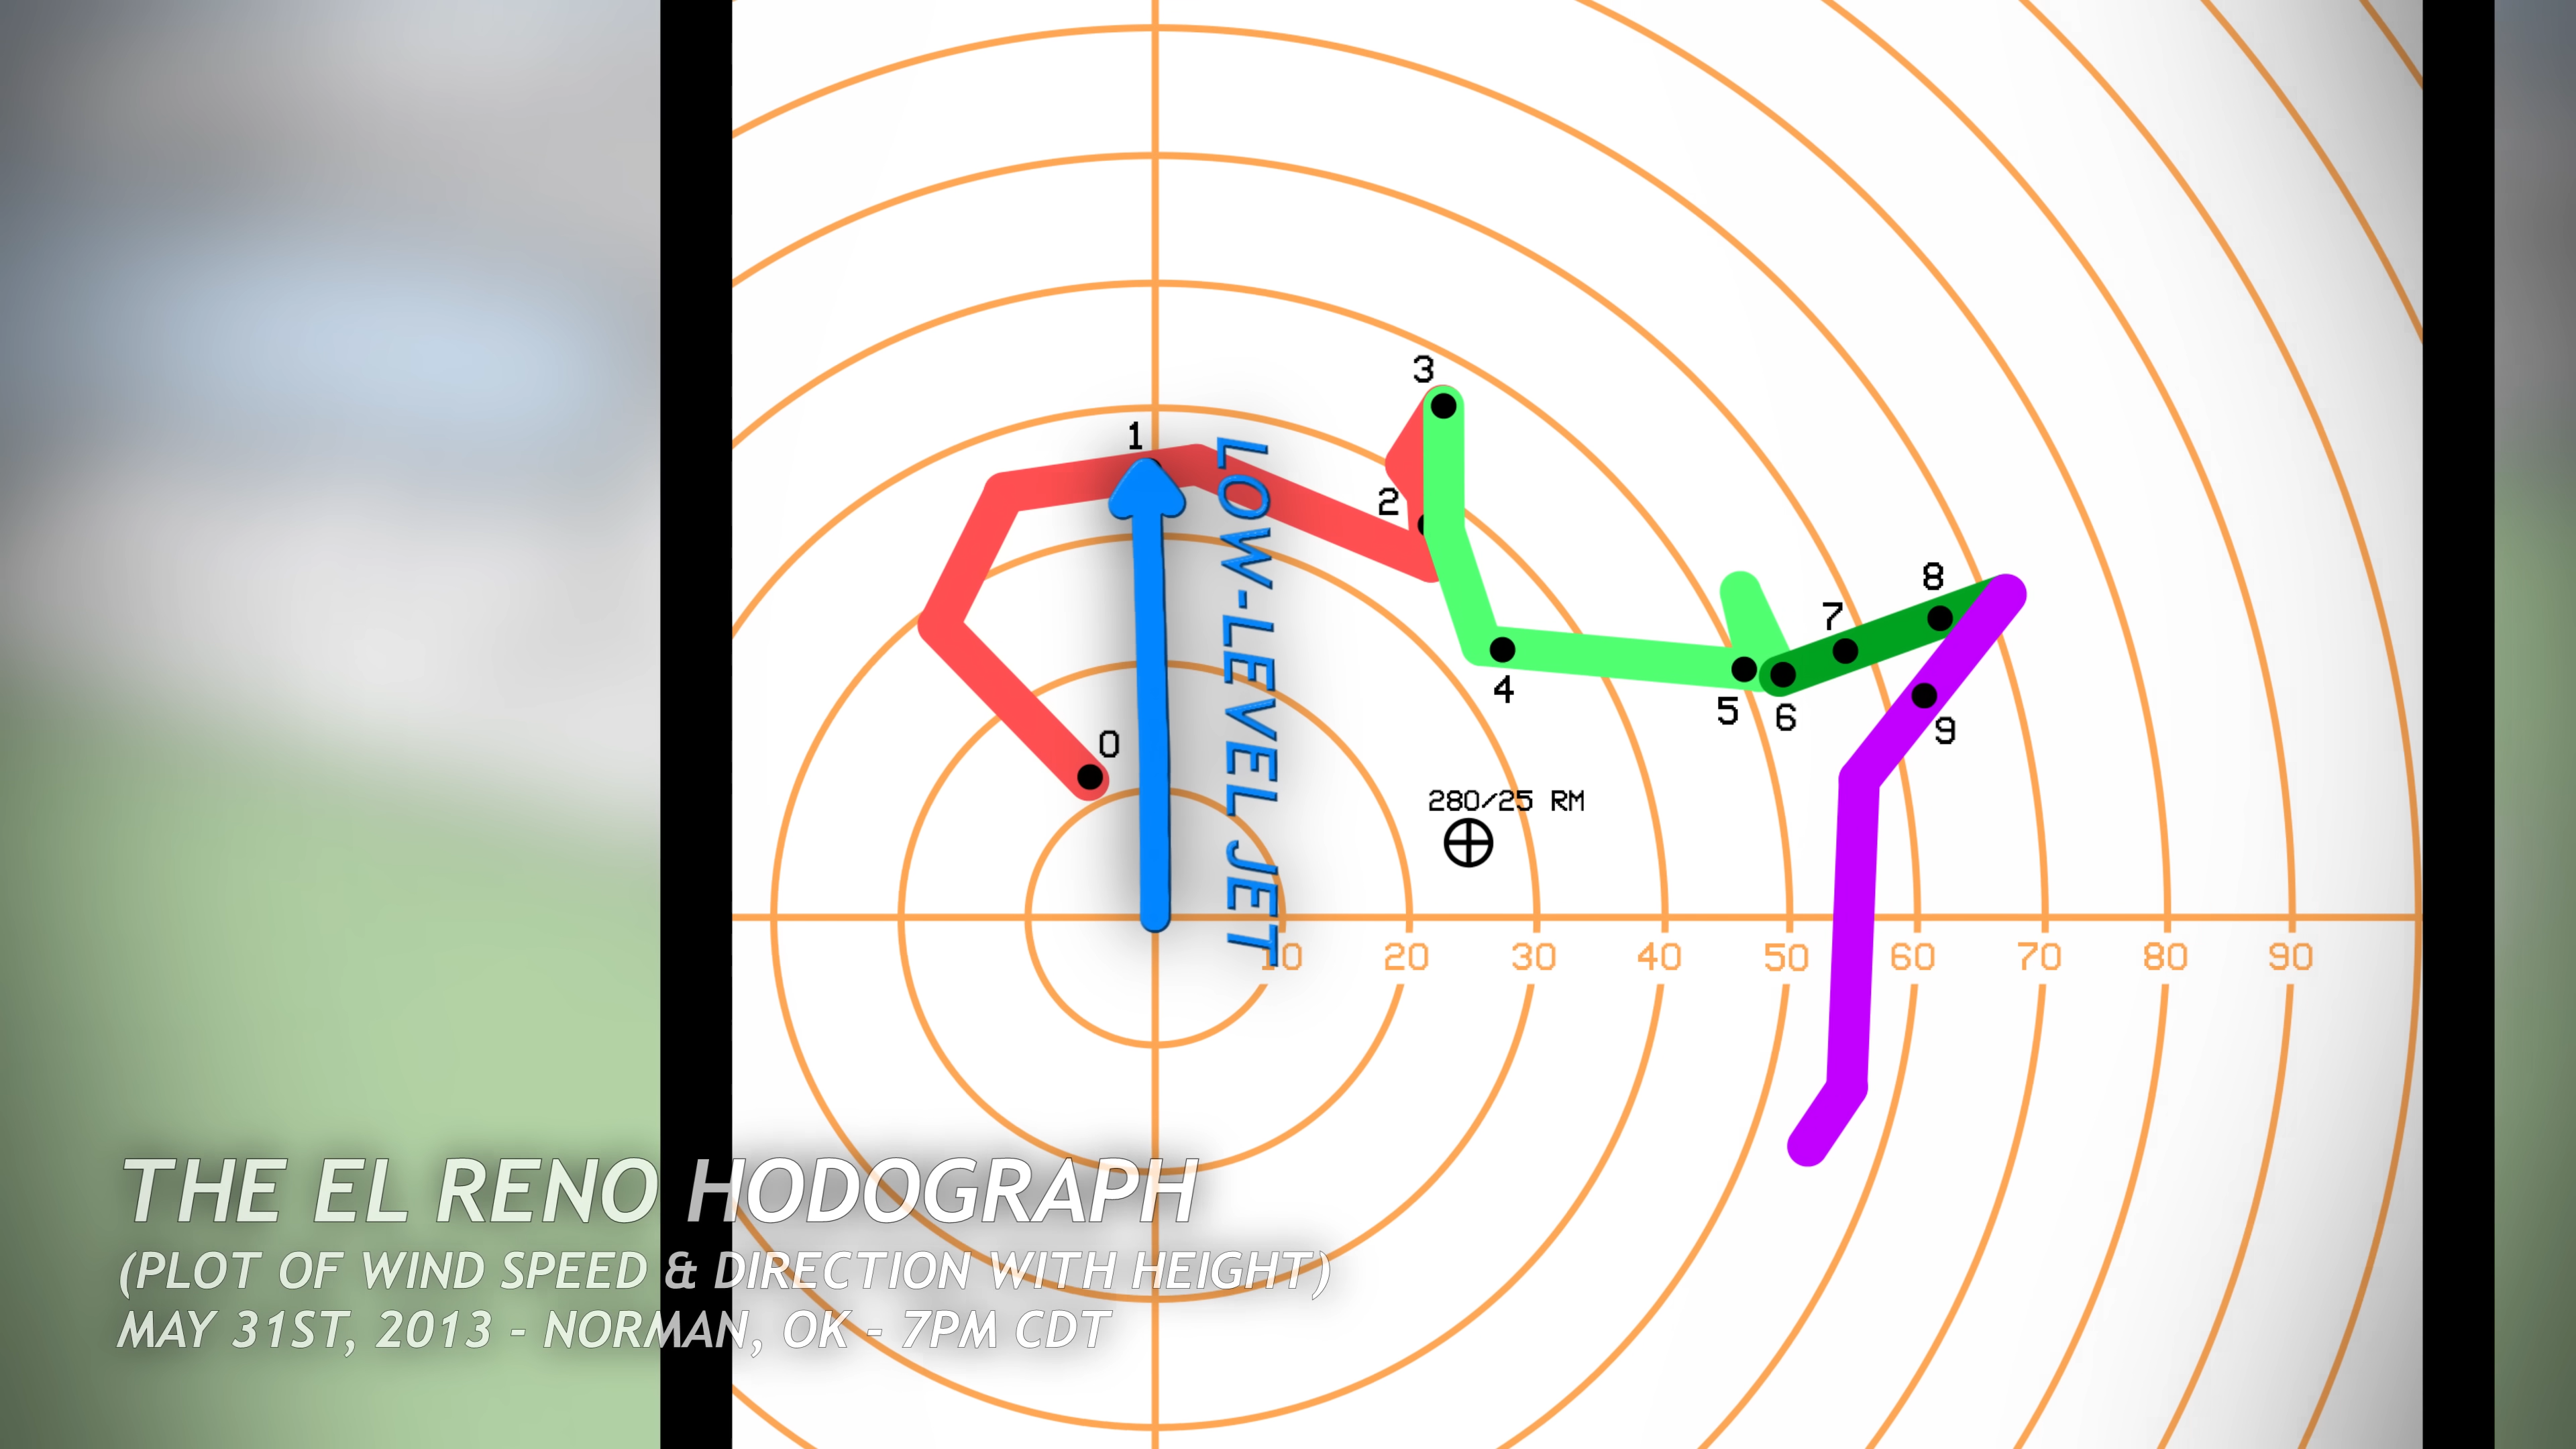 3
1
2
LOW-LEVEL JET
8
7
4
5
6
9
0
280/25 RM
10 20 30 40 50 60 70 80 90
THE EL RENO HODOGRAPH
(PLOT OF WIND SPEED & DIRECTION WITH HEIGHT)
MAY 31ST, 2013 - NORMAN, OK - 7PM CDT